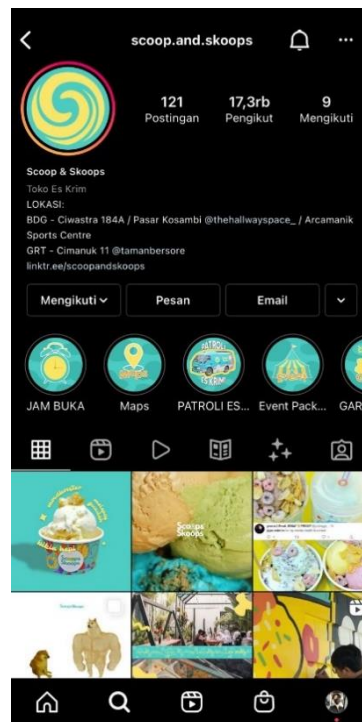 scoop.and.skoops
121
17,3rb
9
Postingan
Pengikut
Mengikuti
Scoop & Skoops
Toko Es Krim
LOKASI:
BDG - Ciwastra 184A / Pasar Kosambi @thehallwayspace_ / Arcamanik
Sports Centre
GRT - Cimanuk 11 @tamanbersore
linktr.ee/scoopandskoops
Mengikuti
Pesan
Email
PATROLI
ES KRIM
JAM BUKA
Maps
PATROLI ES...
Event Pack...
GAR
Scoops
Skoops